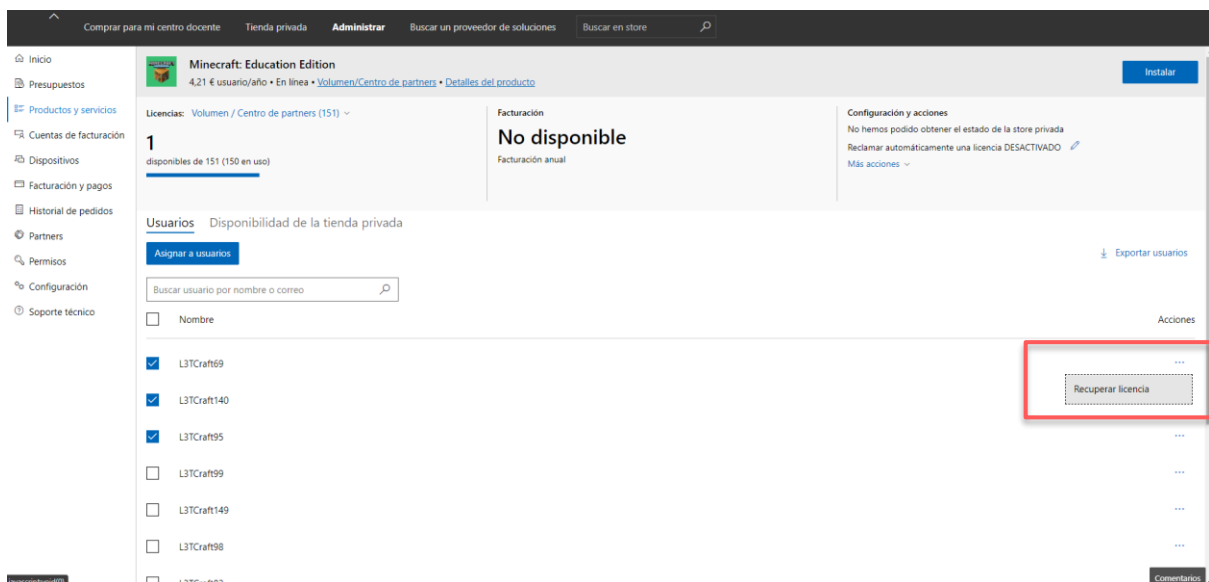 Comprar para mi centro docente Tienda privada Administrar Buscar un proveedor de soluciones Buscar en store
Inicio
Presupuestos
Productos y servicios
Cuentas de facturación
Dispositivos
Facturación y pagos
Historial de pedidos
Partners
Permisos
Configuración
Soporte técnico
Minecraft: Education Edition
4,21 € usuario/año • En línea • Volumen/Centro de partners • Detalles del producto
Instalar
Licencias: Volumen / Centro de partners (151)
1
disponibles de 151 (150 en uso)
Facturación
No disponible
Facturación anual
Configuración y acciones
No hemos podido obtener el estado de la store privada
Reclamar automáticamente una licencia DESACTIVADO
Más acciones
Usuarios Disponibilidad de la tienda privada
Asignar a usuarios
Exportar usuarios
Buscar usuario por nombre o correo
Nombre Acciones
L3TCraft69 ...
Recuperar licencia
L3TCraft140
L3TCraft95 ...
L3TCraft99 ...
L3TCraft149 ...
L3TCraft98 ...
Comentarios